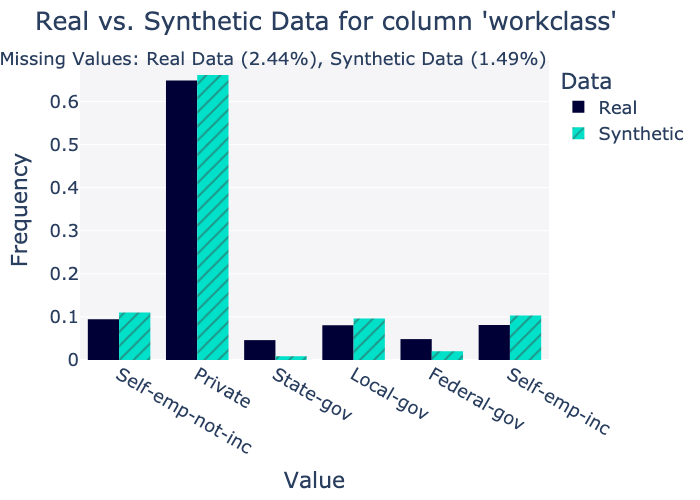 Real vs. Synthetic Data for column 'workclass'
Missing Values: Real Data (2.44%), Synthetic Data (1.49%)
Data
Real
Synthetic
Frequency
0.6
0.5
0.4
0.3
0.2
0.1
0
Self-emp-not-inc
Private
State-gov
Local-gov
Federal-gov
Self-emp-inc
Value